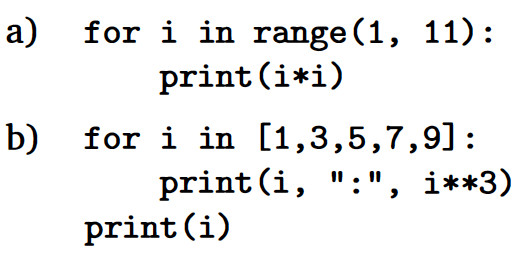 a) for i in range(1, 11):
print(i*i)
b) for i in [1,3,5,7,9]:
print(i, ":", i**3)
print(i)